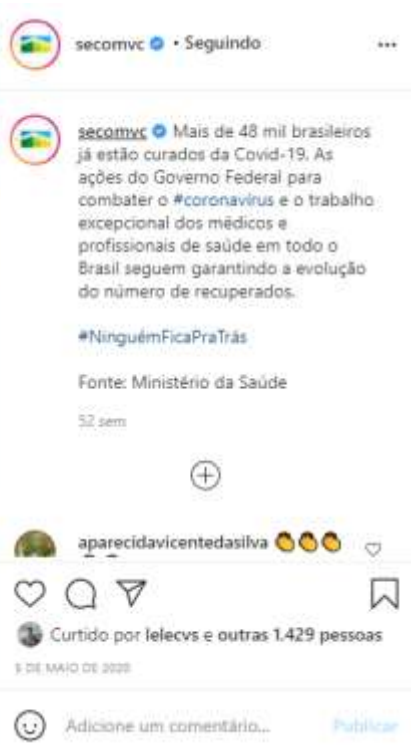 secomvc • Seguindo
secomvc Mais de 48 mil brasileiros
já estão curados da Covid-19. As
ações do Governo Federal para
combater o #coronavírus e o trabalho
excepcional dos médicos e
profissionais de saúde em todo o
Brasil seguem garantindo a evolução
do número de recuperados.
#NinguémFicaPraTrás
Fonte: Ministério da Saúde
52 sem
aparecidavicentedasilva 👏👏👏
Curtido por lelecvs e outras 1.429 pessoas
5 DE MAIO DE 2020
Adicione um comentário... Publicar